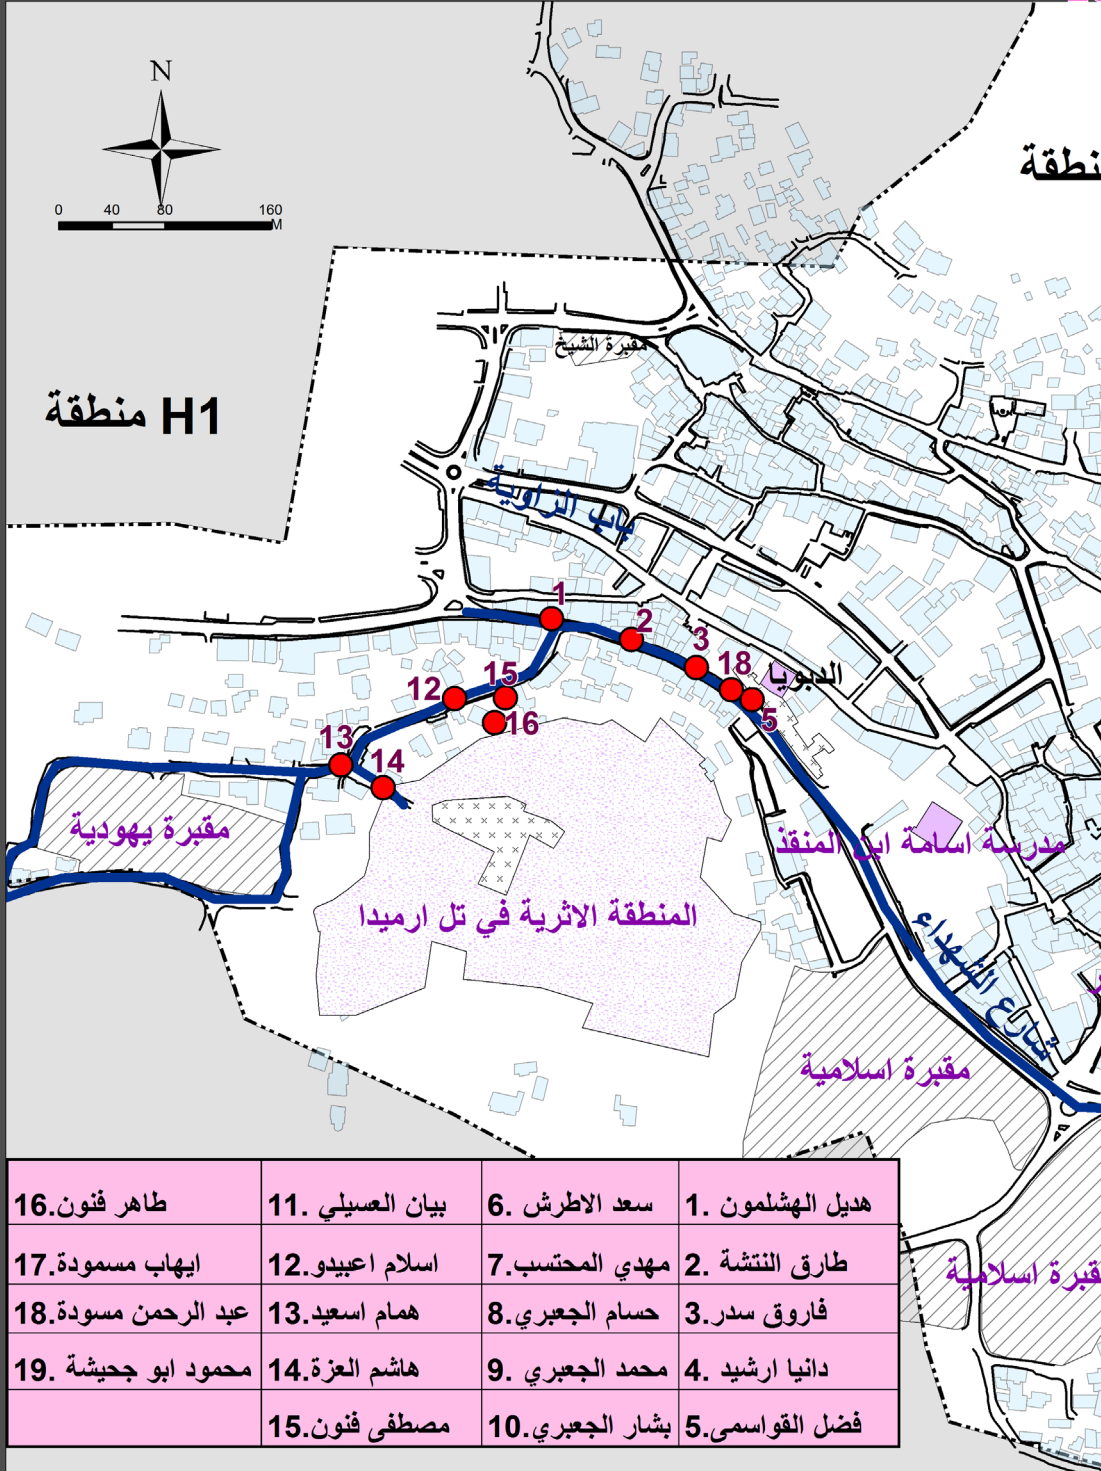 N
0 40 80 160
M
منطقة
H1 منطقة
مقبرة الشيخ
باب الزاوية
1
2
3
18
5
الدبويا
15
12
16
13
14
مقبرة يهودية
مدرسة اسامة ابن المنقذ
المنطقة الاثرية في تل ارميدا
شارع الشهداء
مقبرة اسلامية
مقبرة اسلامية
1. هديل الهشلمون
6. سعد الاطرش
11. بيان العسيلي
16.طاهر فنون
2. طارق النتشة
7.مهدي المحتسب
12.اسلام اعبيدو
17.ايهاب مسمودة
3.فاروق سدر
8.حسام الجعبري
13.همام اسعيد
18.عبد الرحمن مسودة
4. دانيا ارشيد
9. محمد الجعبري
14.هاشم العزة
19. محمود ابو جحيشة
5.فضل القواسمى
10.بشار الجعبري
15.مصطفى فنون